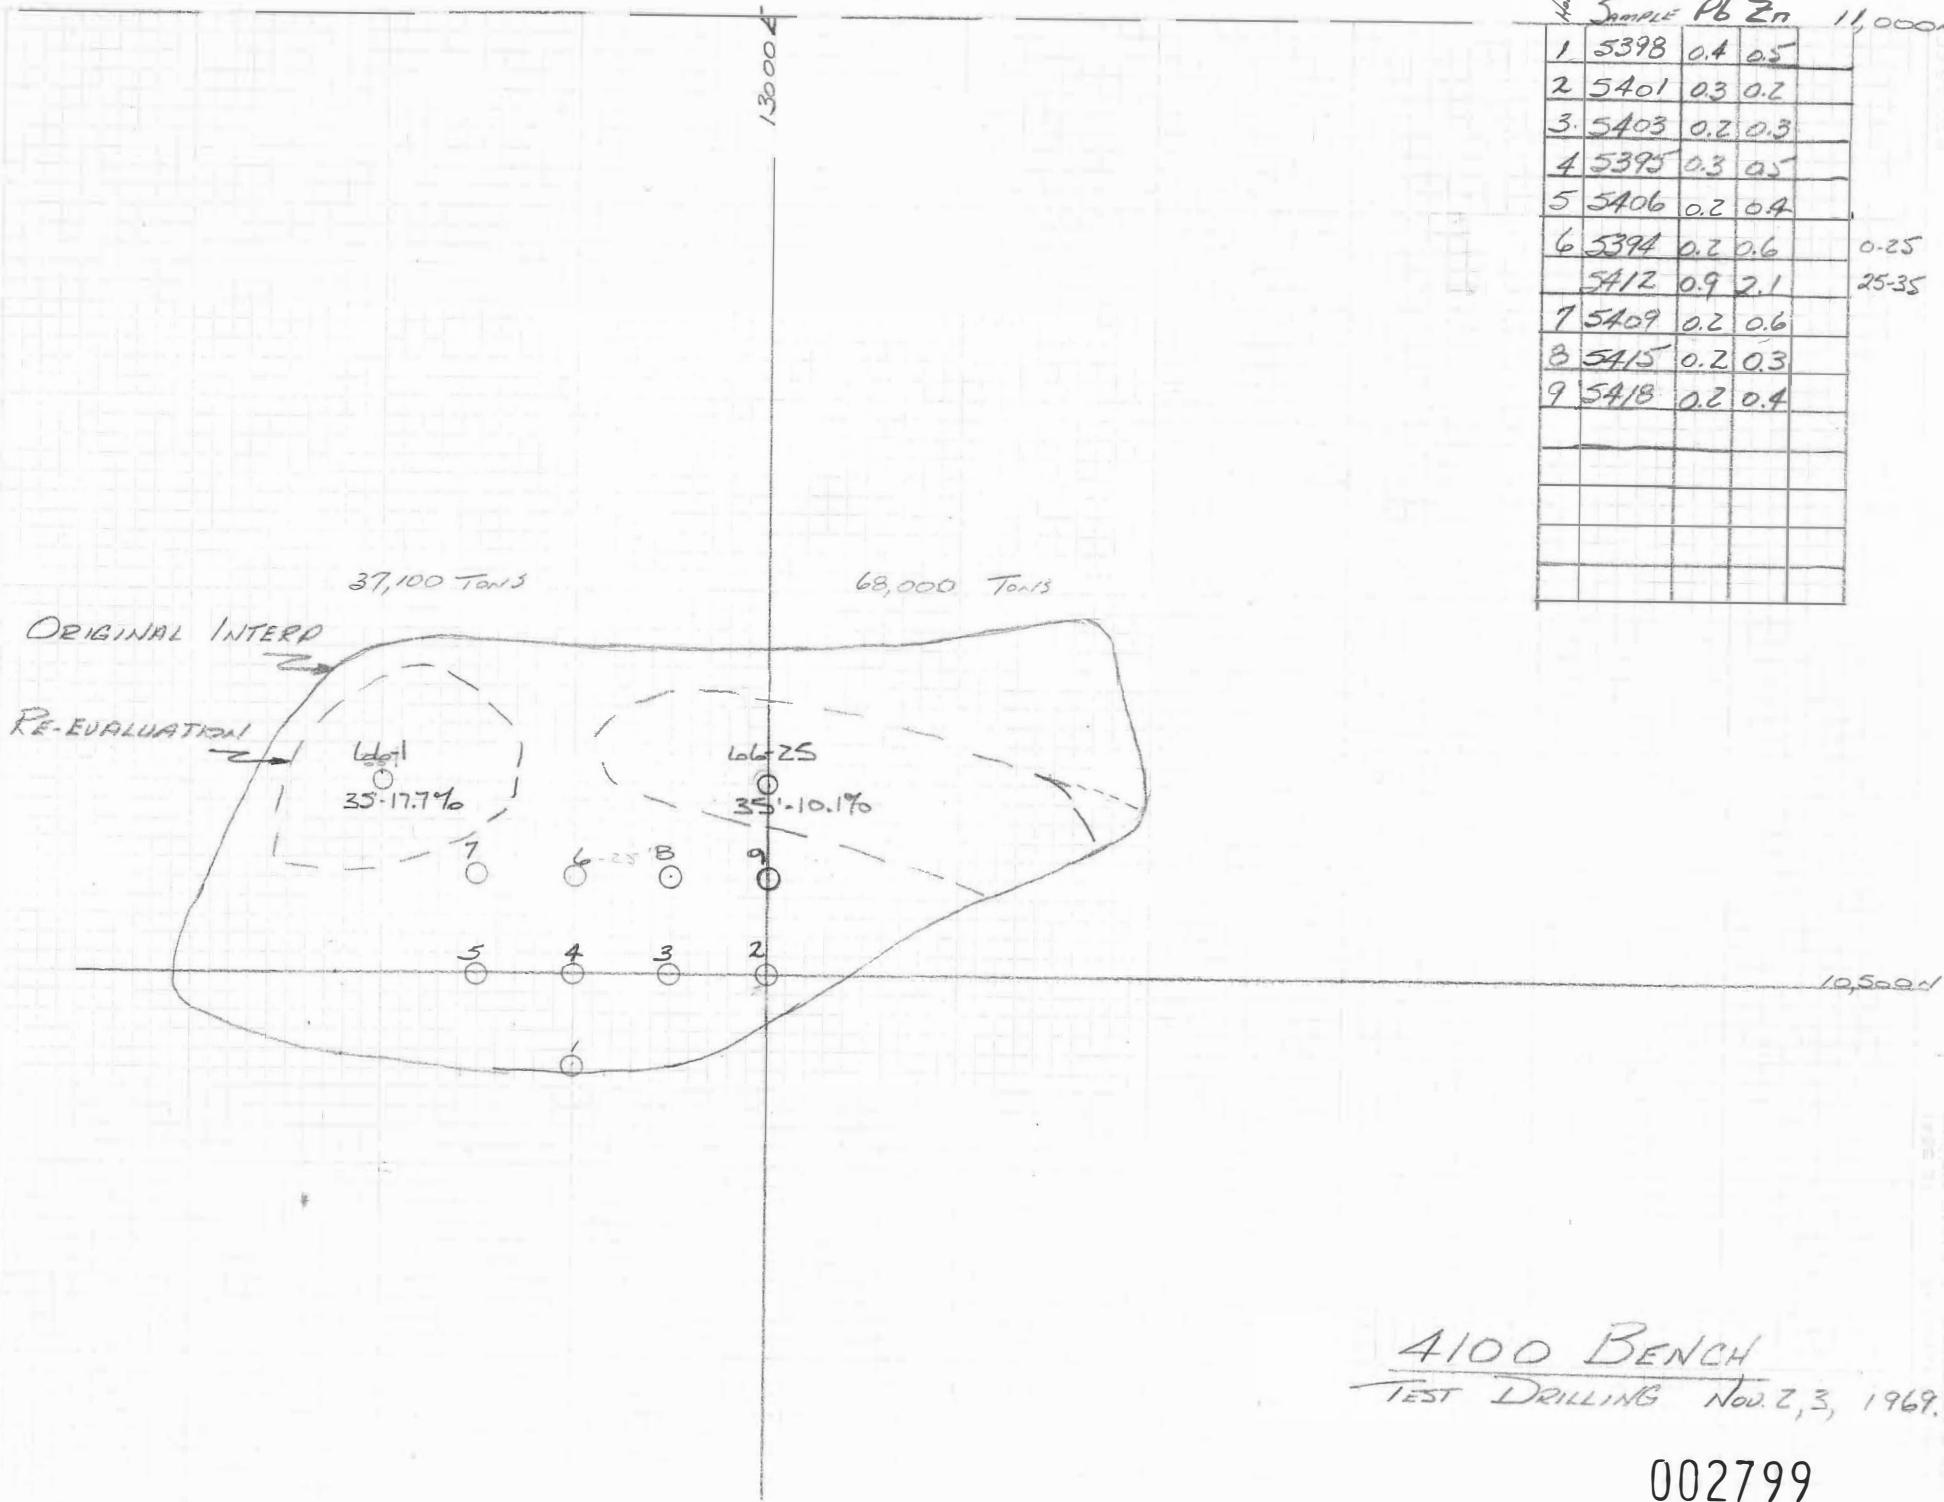 Hole Sample Pb Zn
11,000N
13000E
1 5398 0.4 0.5
2 5401 0.3 0.2
3. 5403 0.2 0.3
4 5395 0.3 0.5
5 5406 0.2 0.4
6 5394 0.2 0.6 0-25
5412 0.9 2.1 25-35
7 5409 0.2 0.6
8 5415 0.2 0.3
9 5418 0.2 0.4
37,100 Tons
68,000 Tons
ORIGINAL INTERP
RE-EVALUATION
66-1
35'-17.7%
66-25
35'-10.1%
7
6-25'
8
9
5
4
3
2
10,500N
1
4100 BENCH
TEST DRILLING Nov. 2,3, 1969.
002799